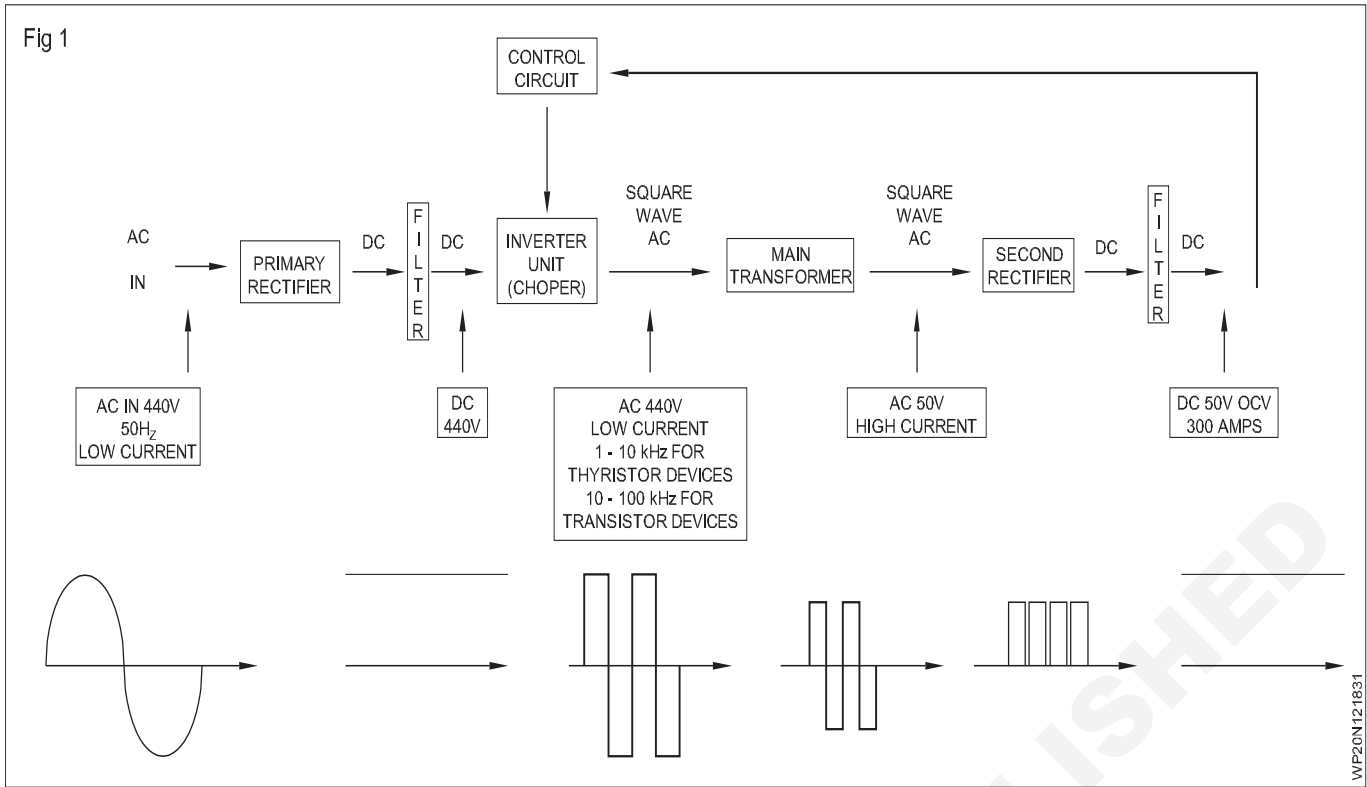 Fig 1
CONTROL
CIRCUIT
AC
IN
PRIMARY
RECTIFIER
DC
F
I
L
T
E
R
DC
INVERTER
UNIT
(CHOPER)
SQUARE
WAVE
AC
MAIN
TRANSFORMER
SQUARE
WAVE
AC
SECOND
RECTIFIER
DC
F
I
L
T
E
R
DC
AC IN 440V
50HZ
LOW CURRENT
DC
440V
AC 440V
LOW CURRENT
1 - 10 kHz FOR
THYRISTOR DEVICES
10 - 100 kHz FOR
TRANSISTOR DEVICES
AC 50V
HIGH CURRENT
DC 50V OCV
300 AMPS
LISHED
WP20N121831